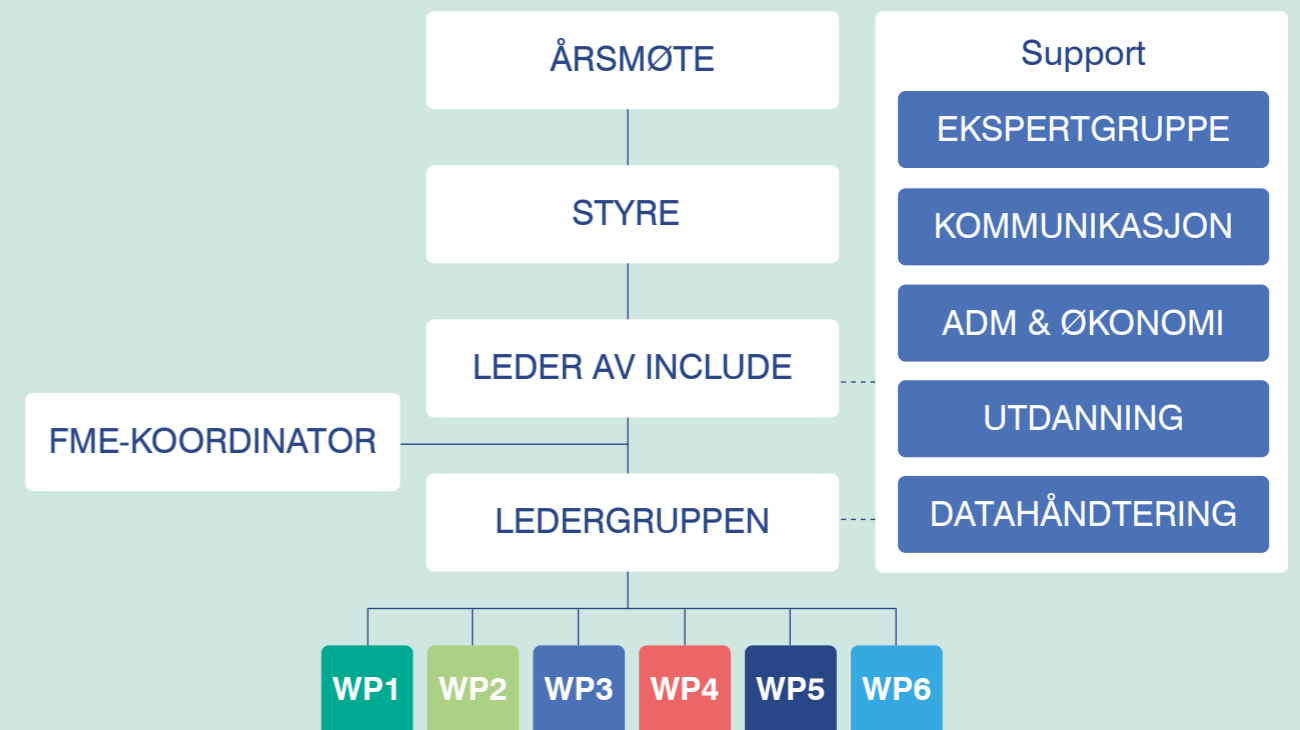 ÅRSMØTE
STYRE
LEDER AV INCLUDE
FME-KOORDINATOR
LEDERGRUPPEN
WP1
WP2
WP3
WP4
WP5
WP6
Support
EKSPERTGRUPPE
KOMMUNIKASJON
ADM & ØKONOMI
UTDANNING
DATAHÅNDTERING